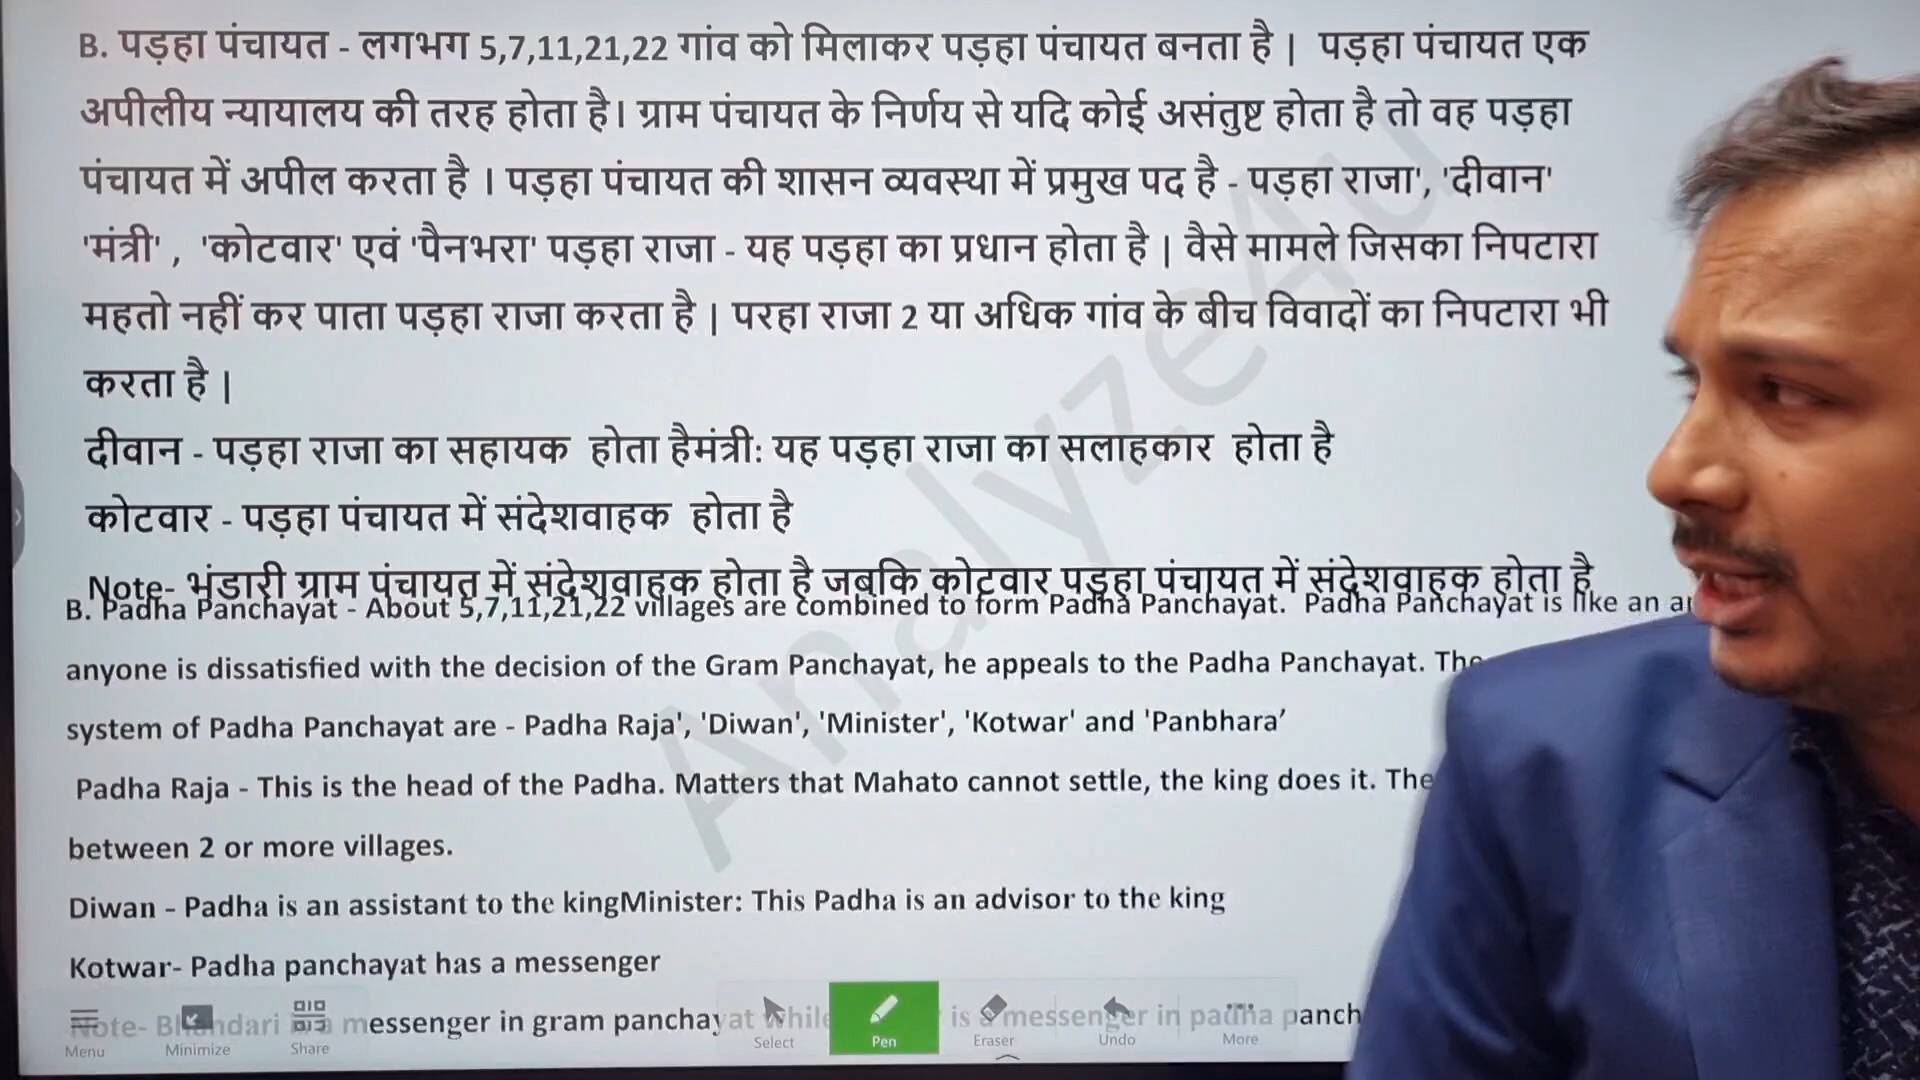 B. पड़हा पंचायत - लगभग 5,7,11,21,22 गांव को मिलाकर पड़हा पंचायत बनता है | पड़हा पंचायत एक
अपीलीय न्यायालय की तरह होता है। ग्राम पंचायत के निर्णय से यदि कोई असंतुष्ट होता है तो वह पड़हा
पंचायत में अपील करता है । पड़हा पंचायत की शासन व्यवस्था में प्रमुख पद है - पड़हा राजा', 'दीवान'
'मंत्री' , 'कोटवार' एवं 'पैनभरा' पड़हा राजा - यह पड़हा का प्रधान होता है | वैसे मामले जिसका निपटारा
महतो नहीं कर पाता पड़हा राजा करता है | परहा राजा 2 या अधिक गांव के बीच विवादों का निपटारा भी
करता है |
दीवान - पड़हा राजा का सहायक होता हैमंत्री: यह पड़हा राजा का सलाहकार होता है
कोटवार - पड़हा पंचायत में संदेशवाहक होता है
Note- भंडारी ग्राम पंचायत में संदेशवाहक होता है जबकि कोटवार पड़हा पंचायत में संदेशवाहक होता है
B. Padha Panchayat - About 5,7,11,21,22 villages are combined to form Padha Panchayat. Padha Panchayat is like an
anyone is dissatisfied with the decision of the Gram Panchayat, he appeals to the Padha Panchayat. The
system of Padha Panchayat are - Padha Raja', 'Diwan', 'Minister', 'Kotwar' and 'Panbhara’
Padha Raja - This is the head of the Padha. Matters that Mahato cannot settle, the king does it. The
between 2 or more villages.
Diwan - Padha is an assistant to the kingMinister: This Padha is an advisor to the king
Kotwar- Padha panchayat has a messenger
Note- Bhandari messenger in gram panchayat while is a messenger in padha panch
Menu Minimize Share Select Pen Eraser Undo More
Analyze4u